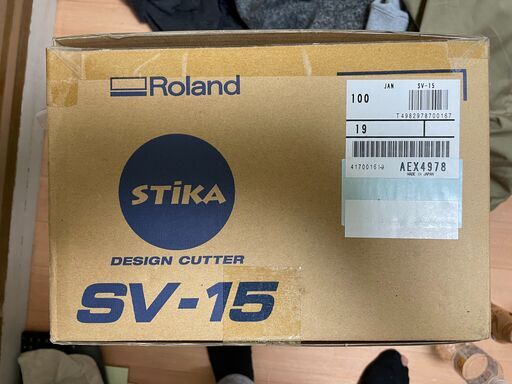 Roland
STiKA
DESIGN CUTTER
SV-15
JAN SV-15
100
T4982978700167
19
AEX4978
MADE IN JAPAN